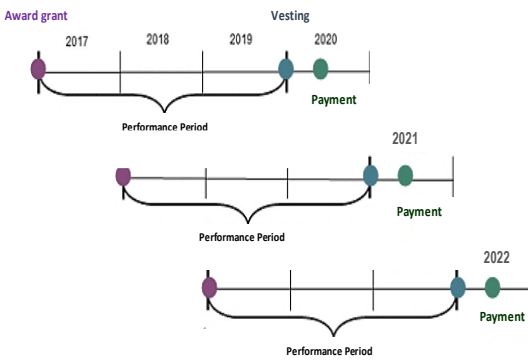 Award grant
Vesting
2017
2018
2019
2020
Payment
Performance Period
2021
Payment
Performance Period
2022
Payment
Performance Period